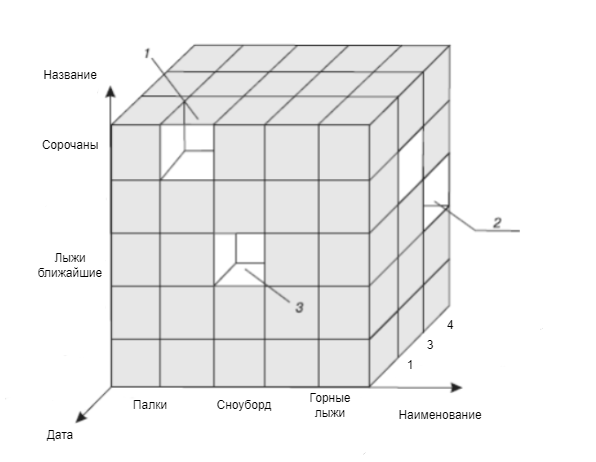 1
Название
Сорочаны
2
Лыжи
ближайшие
3
4
3
1
Палки
Сноуборд
Горные
лыжи
Наименование
Дата